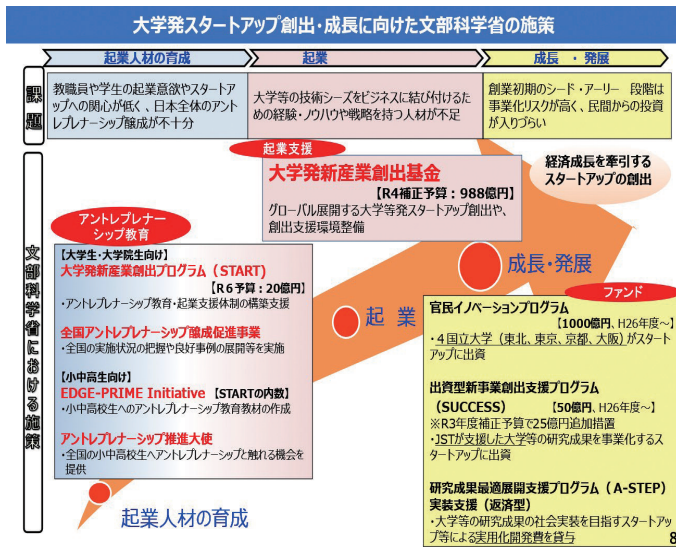 大学発スタートアップ創出・成長に向けた文部科学省の施策
起業人材の育成
起業
成長 ・発展
課題
教職員や学生の起業意欲やスタートア
ップへの関心が低く、日本全体のアント
レプレナーシップ醸成が不十分
大学等の技術シーズをビジネスに結び付けるた
めの経験・ノウハウや戦略を持つ人材が不足
創業初期のシード・アーリー 段階は
事業化リスクが高く、民間からの投資
が入りづらい
文部科学省における施策
起業支援
大学発新産業創出基金
【R4補正予算：988億円】
グローバル展開する大学等発スタートアップ創出や、
創出支援環境整備
経済成長を牽引する
スタートアップの創出
アントレプレナー
シップ教育
【大学生・大学院生向け】
大学発新産業創出プログラム（START)
【R６予算：20億円】
・アントレプレナーシップ教育・起業支援体制の構築支援
全国アントレプレナーシップ醸成促進事業
・全国の実施状況の把握や良好事例の展開等を実施
【小中高生向け】
EDGE-PRIME Initiative 【STARTの内数】
・小中高校生へのアントレプレナーシップ教育教材の作成
アントレプレナーシップ推進大使
・全国の小中高校生へアントレプレナーシップと触れる機会を
提供
起業人材の育成
起 業
成長・発展
ファンド
官民イノベーションプログラム
【1000億円、H26年度～】
・４国立大学（東北、東京、京都、大阪）がスタート
アップに出資
出資型新事業創出支援プログラム
（SUCCESS） 【50億円、H26年度～】
※R3年度補正予算で25億円追加措置
・JSTが支援した大学等の研究成果を事業化するス
タートアップに出資
研究成果最適展開支援プログラム（A-STEP）
実装支援（返済型）
・大学等の研究成果の社会実装を目指すスタートアッ
プ等による実用化開発費を貸与
8